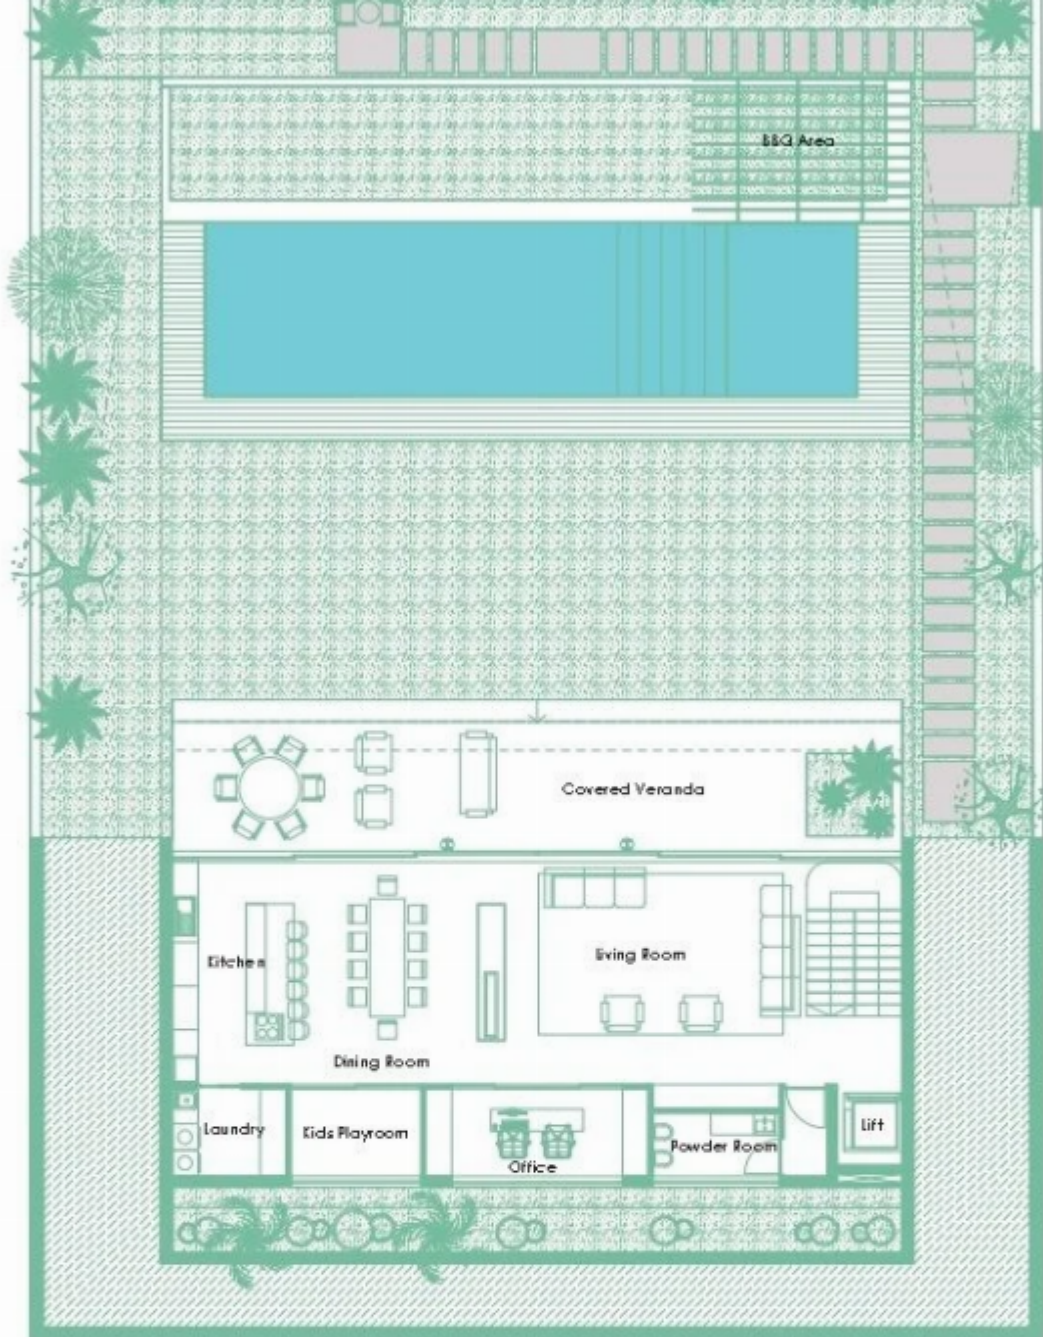 BBQ Area
Covered Veranda
Kitchen
Living Room
Dining Room
Laundry
Kids Playroom
Office
Powder Room
Lift